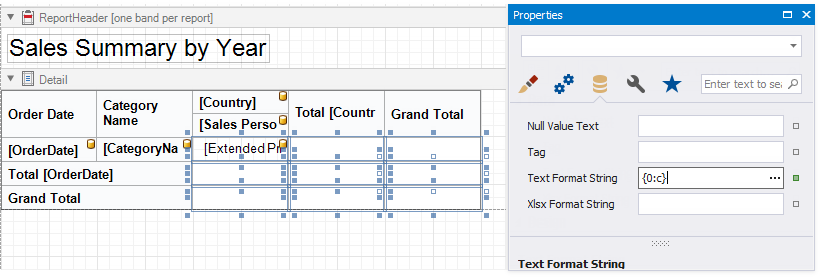 ReportHeader [one band per report]
Sales Summary by Year
Detail
Order Date
Category
Name
[Country]
[Sales Perso
Total [Countr
Grand Total
[OrderDate]
[CategoryNa
[Extended Pri
Total [OrderDate]
Grand Total
Properties
Enter text to sea
Null Value Text
Tag
Text Format String
{0:c}
Xlsx Format String
Text Format String